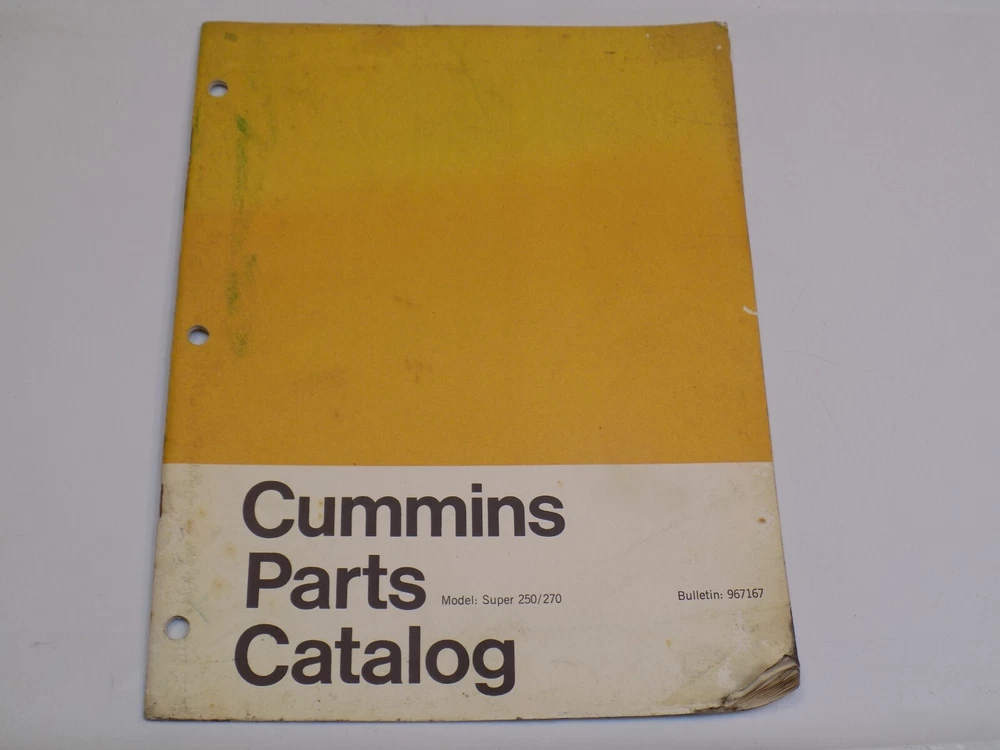 Cummins
Parts
Model: Super 250/270
Bulletin: 967167
Catalog